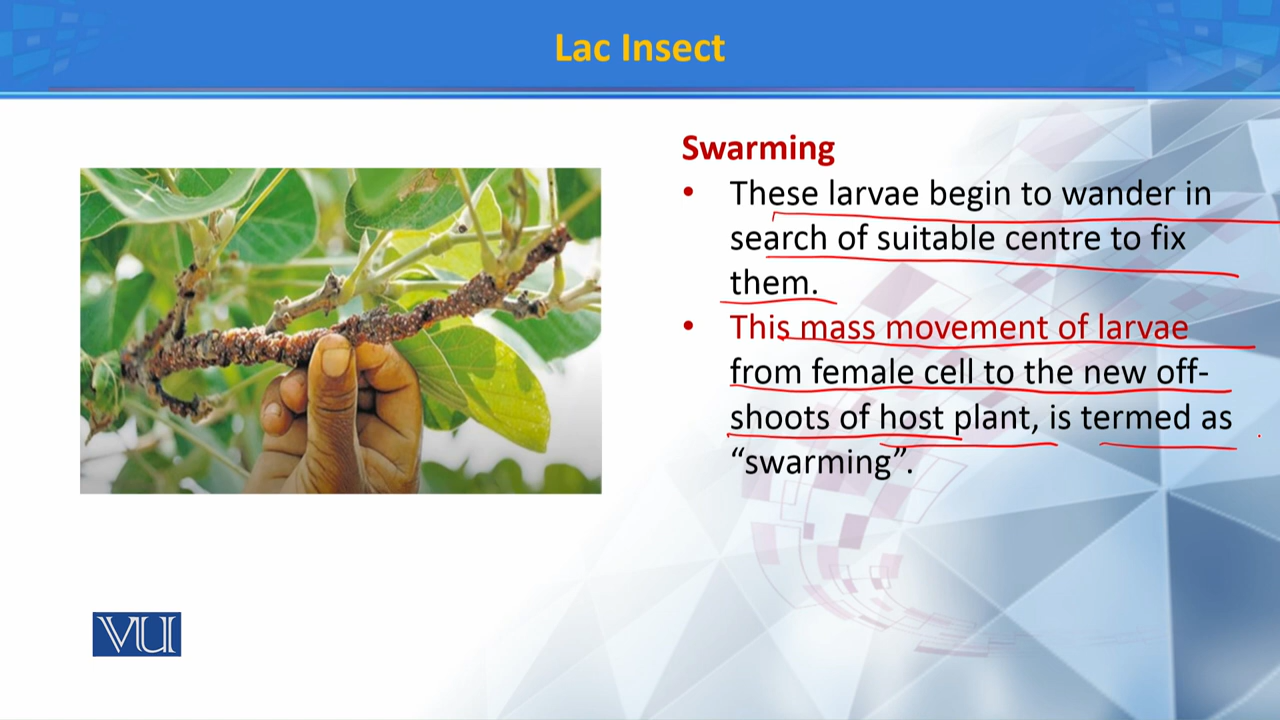 Lac Insect
Swarming
• These larvae begin to wander in
search of suitable centre to fix
them.
• This mass movement of larvae
from female cell to the new off-
shoots of host plant, is termed as
“swarming”.
VU